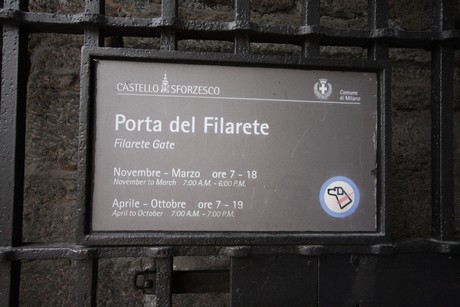 CASTELLO SFORZESCO
Comune
di Milano
Porta del Filarete
Filarete Gate
Novembre - Marzo ore 7 - 18
November to March 7:00 A.M. - 6:00 P.M.
Aprile - Ottobre ore 7 - 19
April to October 7:00 A.M. - 7:00 P.M.